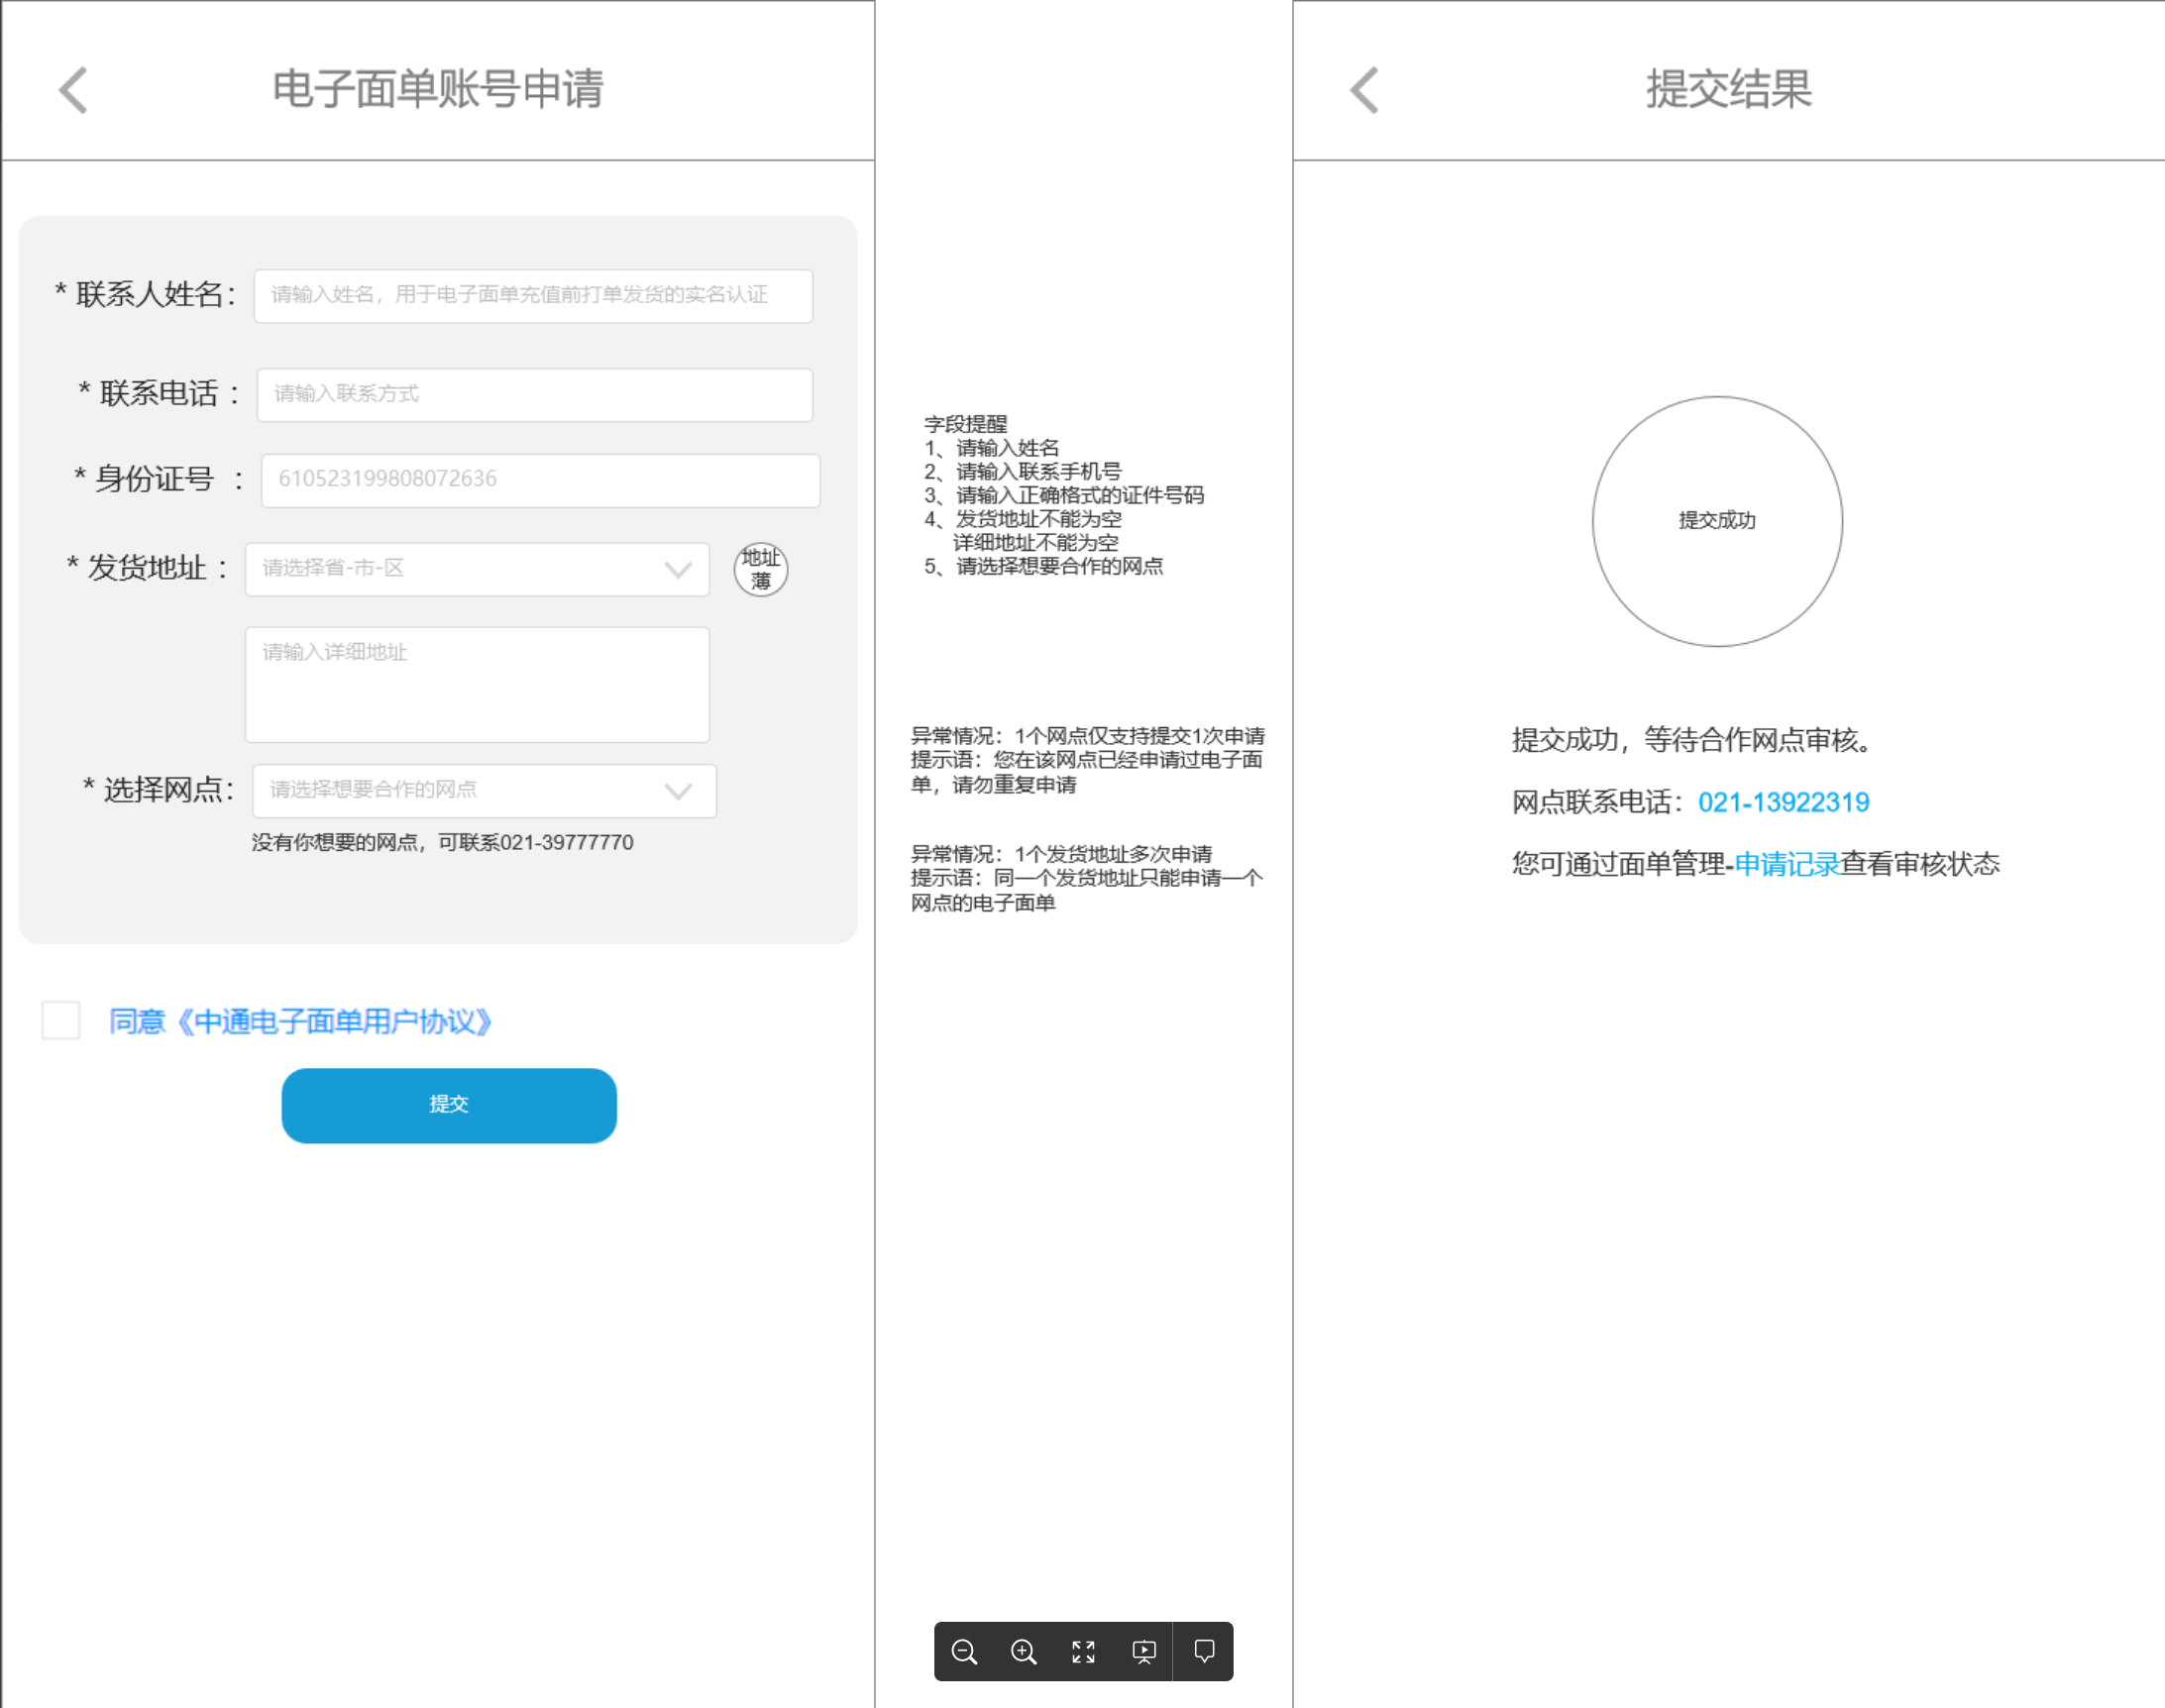 电子面单账号申请
* 联系人姓名：
请输入姓名，用于电子面单充值前打单发货的实名认证
* 联系电话 ：
请输入联系方式
* 身份证号 ：
610523199808072636
* 发货地址 ：
请选择省-市-区
地址
薄
请输入详细地址
* 选择网点：
请选择想要合作的网点
没有你想要的网点，可联系021-39777770
同意《中通电子面单用户协议》
提交
字段提醒
1、请输入姓名
2、请输入联系手机号
3、请输入正确格式的证件号码
4、发货地址不能为空
详细地址不能为空
5、请选择想要合作的网点
异常情况：1个网点仅支持提交1次申请
提示语：您在该网点已经申请过电子面
单，请勿重复申请
异常情况：1个发货地址多次申请
提示语：同一个发货地址只能申请一个
网点的电子面单
提交结果
提交成功
提交成功，等待合作网点审核。
网点联系电话：021-13922319
您可通过面单管理-申请记录查看审核状态